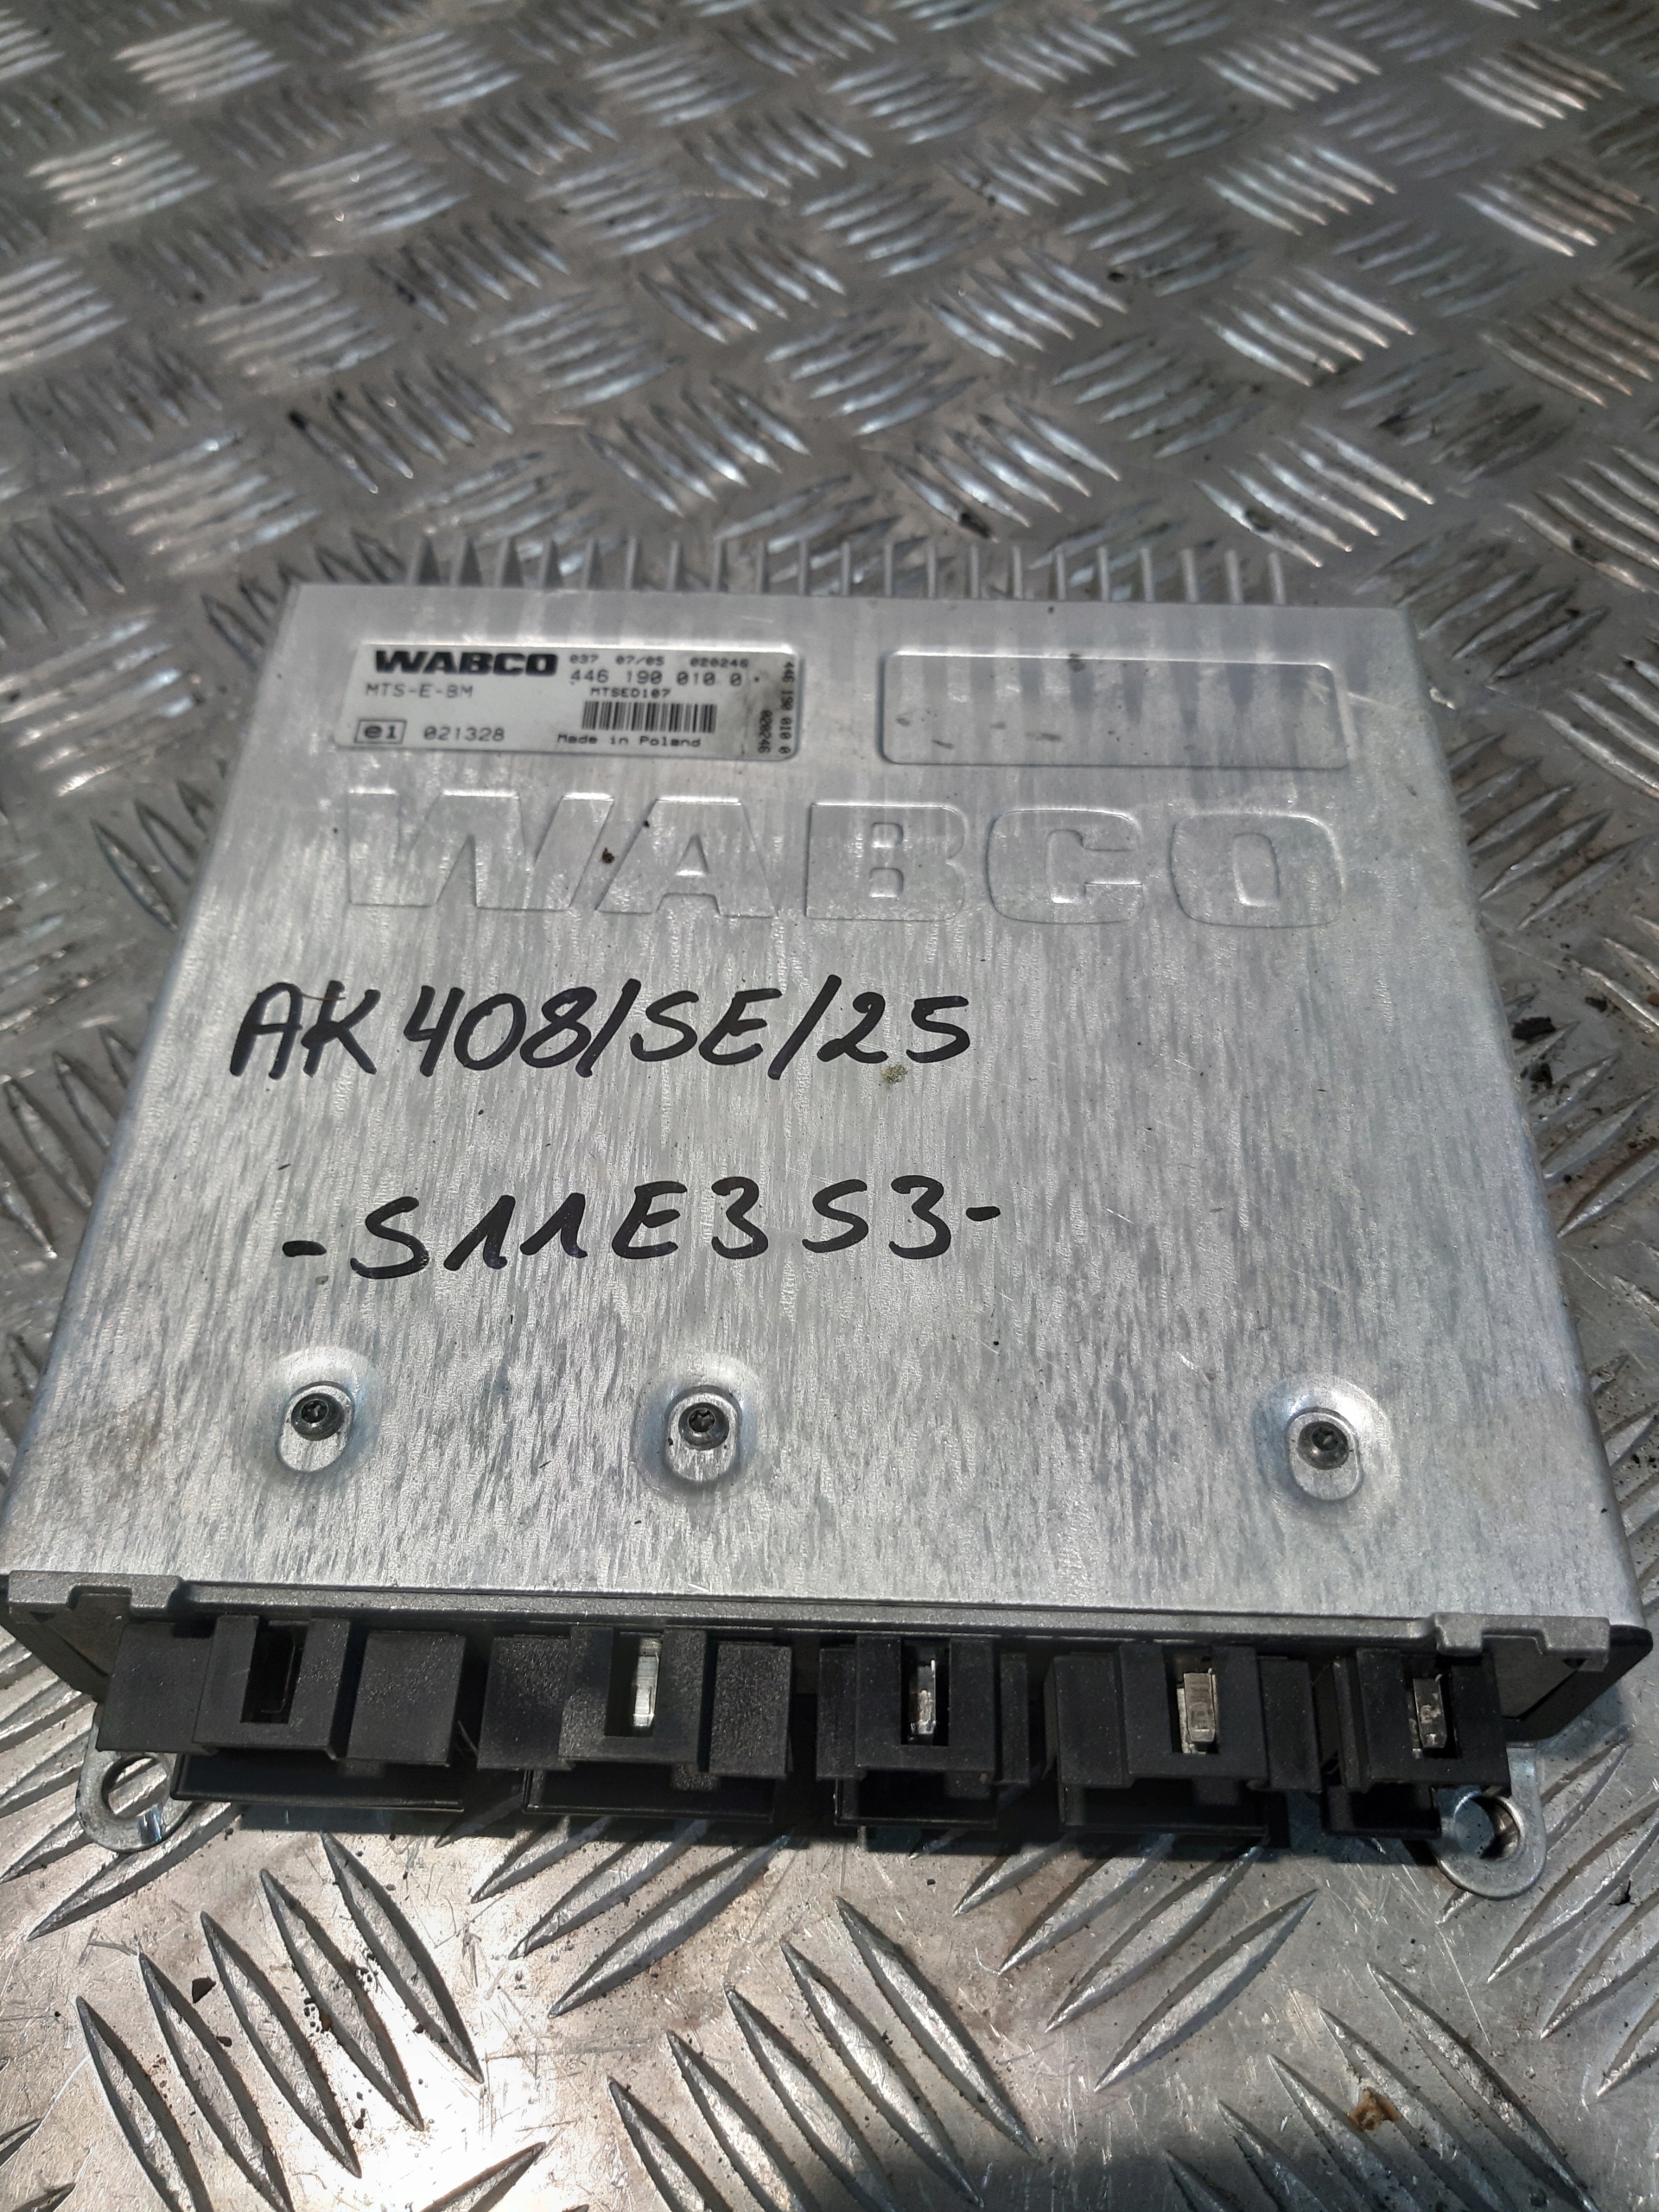 WABCO 037 07/05 020246
446 190 010 0
MTS-E-BM MTSED107
e1 021328 Made in Poland
446 190 010 0 020246
WABCO
AK408/SE/25
-S11E3S3-